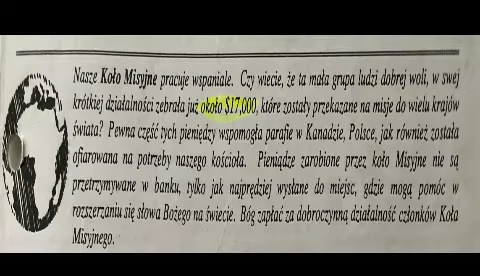 Nasze Koło Misyjne pracuje wspaniale. Czy wiecie, że ta mała grupa ludzi dobrej woli, w swej
krótkiej działalności zebrała już około $17,000, które zostały przekazane na misje do wielu krajów
świata? Pewna część tych pieniędzy wspomogła parafie w Kanadzie, Polsce, jak również została
ofiarowana na potrzeby naszego kościoła. Pieniądze zarobione przez koło Misyjne nie są
przetrzymywane w banku, tylko jak najprędzej wysłane do miejsc, gdzie mogą pomóc w
rozszerzaniu się słowa Bożego na świecie. Bóg zapłać za dobroczynną działalność członków Koła
Misyjnego.